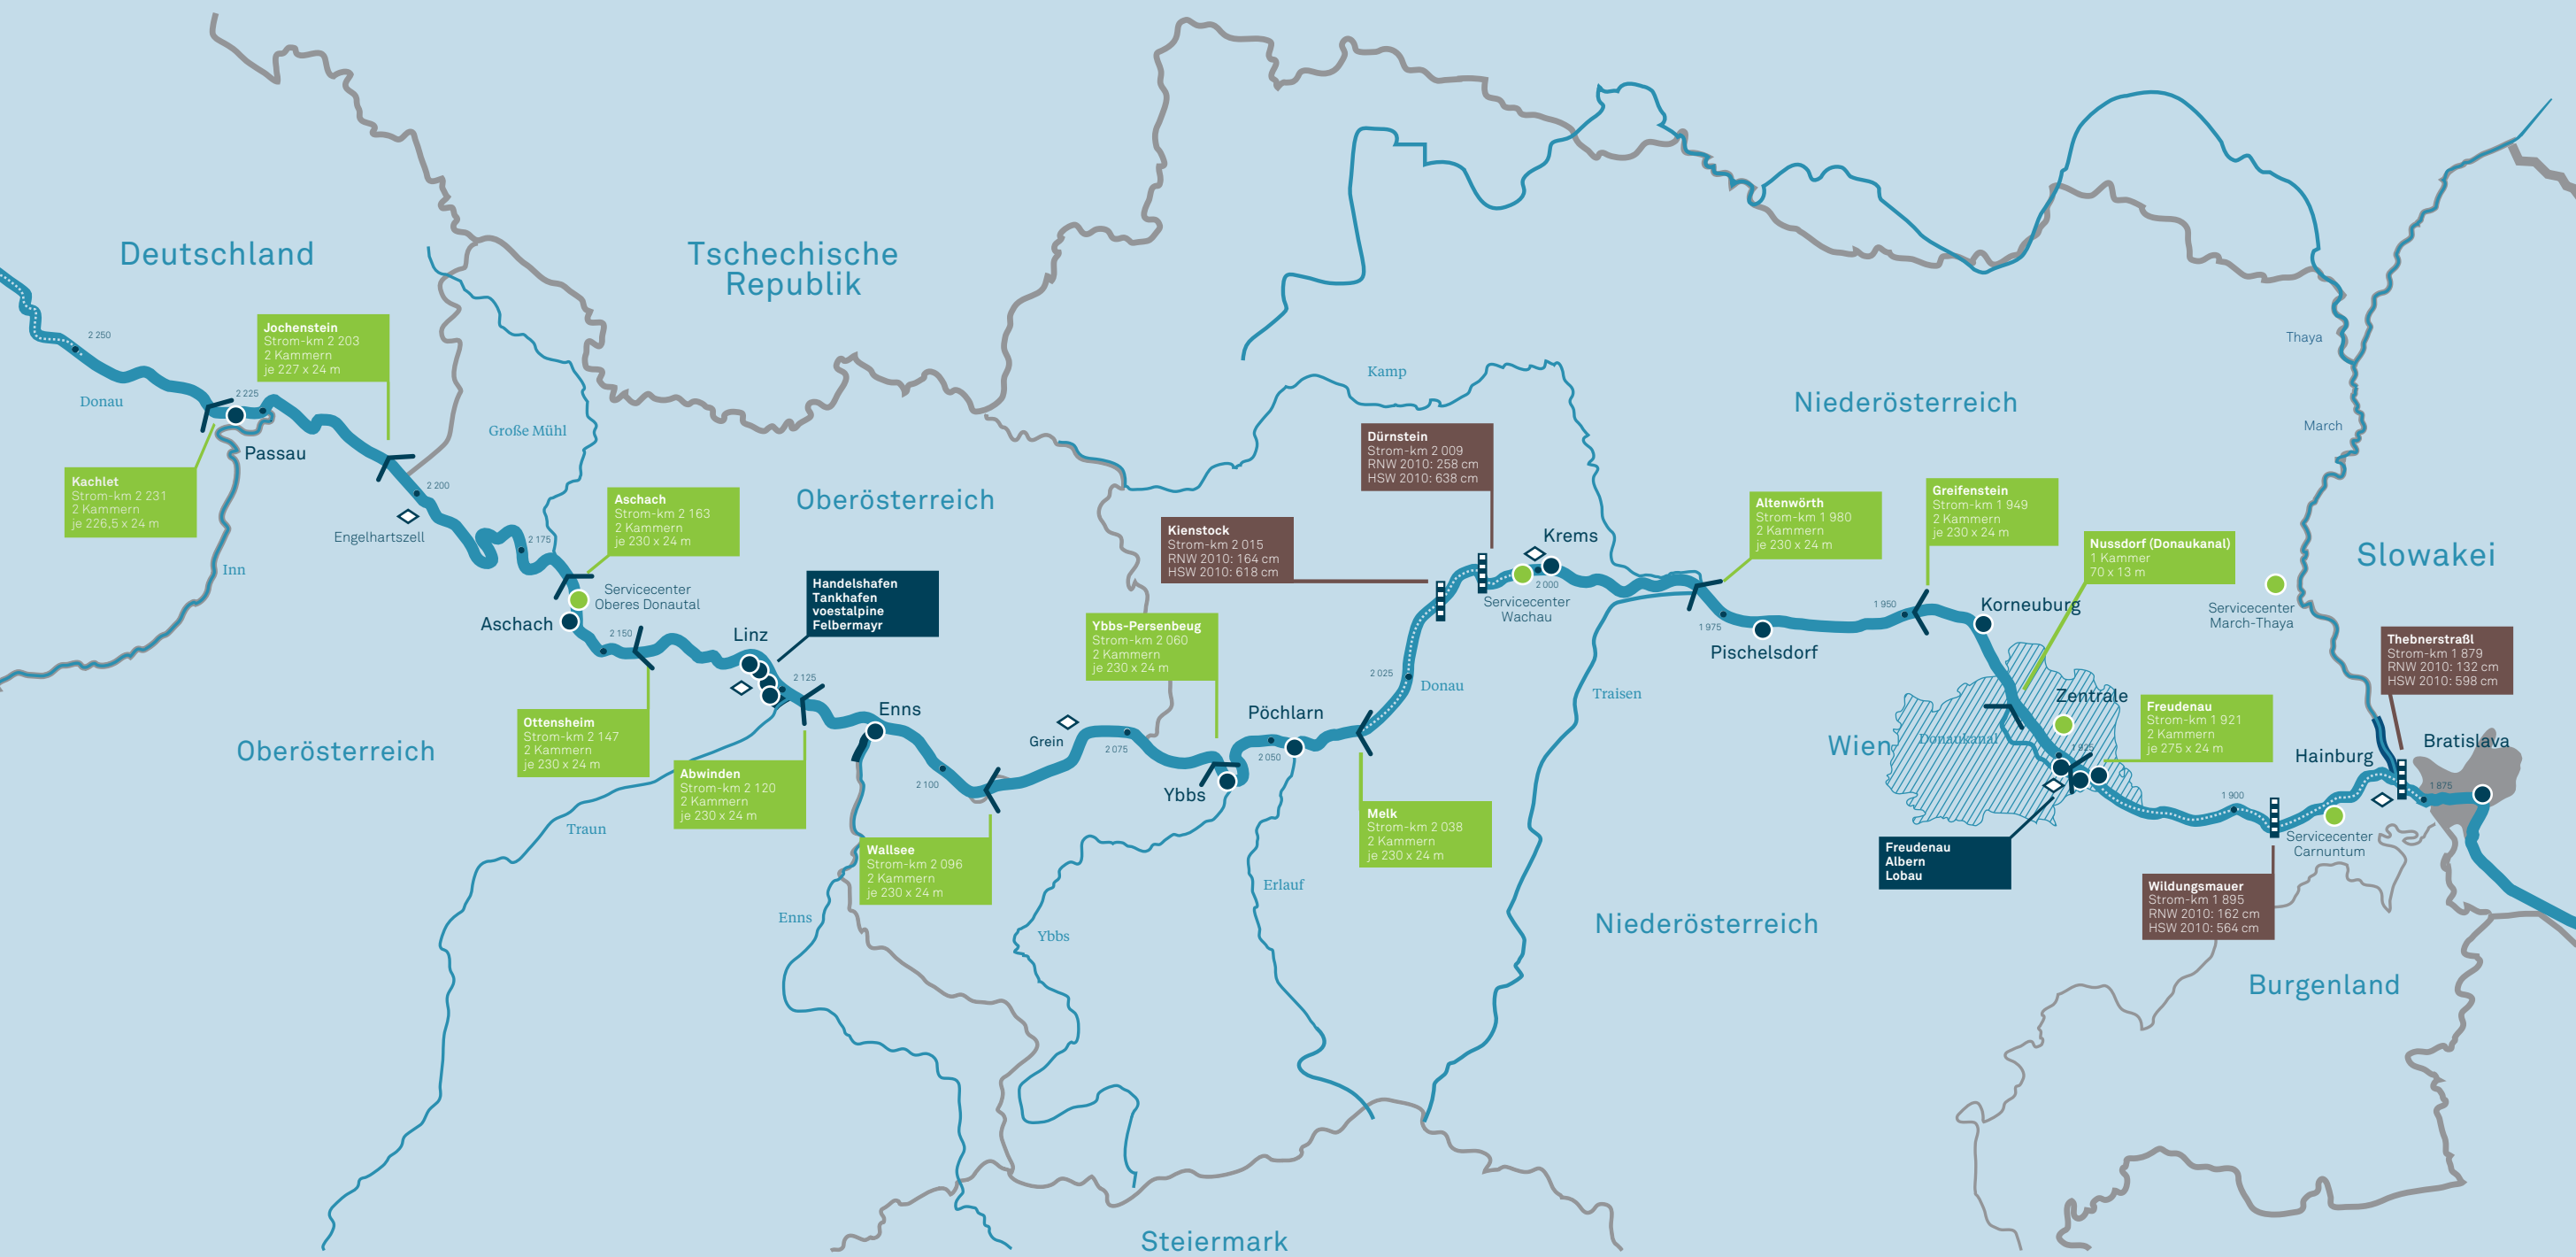 Deutschland
Tschechische
Republik
Oberösterreich
Oberösterreich
Niederösterreich
Niederösterreich
Slowakei
Wien
Burgenland
Steiermark
2 250
Donau
Jochenstein
Strom-km 2 203
2 Kammern
je 227 x 24 m
2 225
Passau
Kachlet
Strom-km 2 231
2 Kammern
je 226,5 x 24 m
Inn
2 200
Engelhartszell
Große Mühl
2 175
Aschach
Strom-km 2 163
2 Kammern
je 230 x 24 m
Servicecenter
Oberes Donautal
Aschach
2 150
Ottensheim
Strom-km 2 147
2 Kammern
je 230 x 24 m
Linz
Handelshafen
Tankhafen
voestalpine
Felbermayr
2 125
Abwinden
Strom-km 2 120
2 Kammern
je 230 x 24 m
Traun
Enns
Enns
2 100
Wallsee
Strom-km 2 096
2 Kammern
je 230 x 24 m
Grein
2 075
Ybbs-Persenbeug
Strom-km 2 060
2 Kammern
je 230 x 24 m
Ybbs
Ybbs
Pöchlarn
2 050
Erlauf
Melk
Strom-km 2 038
2 Kammern
je 230 x 24 m
2 025
Donau
Kienstock
Strom-km 2 015
RNW 2010: 164 cm
HSW 2010: 618 cm
Dürnstein
Strom-km 2 009
RNW 2010: 258 cm
HSW 2010: 638 cm
Kamp
Krems
2 000
Servicecenter
Wachau
Traisen
Altenwörth
Strom-km 1 980
2 Kammern
je 230 x 24 m
1 975
Pischelsdorf
Greifenstein
Strom-km 1 949
2 Kammern
je 230 x 24 m
1 950
Korneuburg
Nussdorf (Donaukanal)
1 Kammer
70 x 13 m
Zentrale
Donaukanal
1 925
Freudenau
Strom-km 1 921
2 Kammern
je 275 x 24 m
Freudenau
Albern
Lobau
1 900
Wildungsmauer
Strom-km 1 895
RNW 2010: 162 cm
HSW 2010: 564 cm
Servicecenter
Carnuntum
Hainburg
Thebnerstraßl
Strom-km 1 879
RNW 2010: 132 cm
HSW 2010: 598 cm
Bratislava
1 875
Servicecenter
March-Thaya
Thaya
March